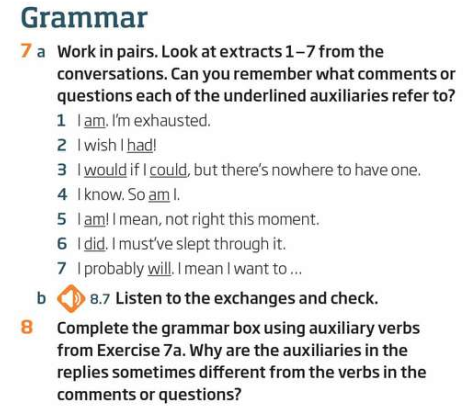 Grammar
7 a Work in pairs. Look at extracts 1–7 from the
conversations. Can you remember what comments or
questions each of the underlined auxiliaries refer to?
1 I am. I'm exhausted.
2 I wish I had!
3 I would if I could, but there's nowhere to have one.
4 I know. So am I.
5 I am! I mean, not right this moment.
6 I did. I must've slept through it.
7 I probably will. I mean I want to ...
b 8.7 Listen to the exchanges and check.
8 Complete the grammar box using auxiliary verbs
from Exercise 7a. Why are the auxiliaries in the
replies sometimes different from the verbs in the
comments or questions?